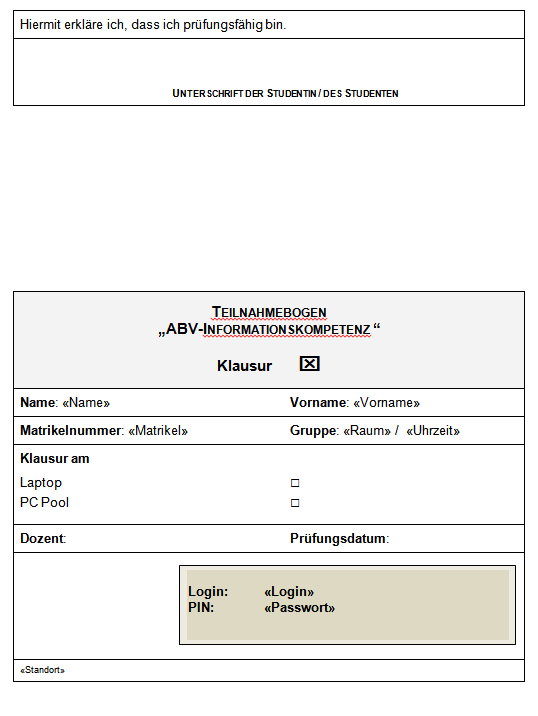 Hiermit erkläre ich, dass ich prüfungsfähig bin.
UNTERSCHRIFT DER STUDENTIN / DES STUDENTEN
TEILNAHMEBOGEN
„ABV-INFORMATIONSKOMPETENZ “
Klausur ☒
Name: «Name» Vorname: «Vorname»
Matrikelnummer: «Matrikel» Gruppe: «Raum» / «Uhrzeit»
Klausur am
Laptop ☐
PC Pool ☐
Dozent: Prüfungsdatum:
Login: «Login»
PIN: «Passwort»
«Standort»